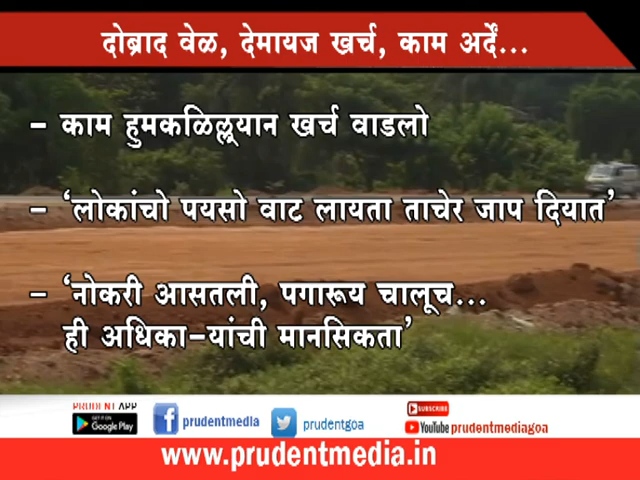 दोब्राद वेळ, देमायज खर्च, काम अर्दें...
- काम हुमकळिल्ल्यान खर्च वाडलो
- ‘लोकांचो पयसो वाट लायता ताचेर जाप दियात’
- ‘नोकरी आसतली, पगारूय चालूच...
ही अधिका-यांची मानसिकता’
PRUDENT APP
GET IT ON
Google Play
prudentmedia
prudentgoa
SUBSCRIBE
YouTube prudentmediagoa
www.prudentmedia.in